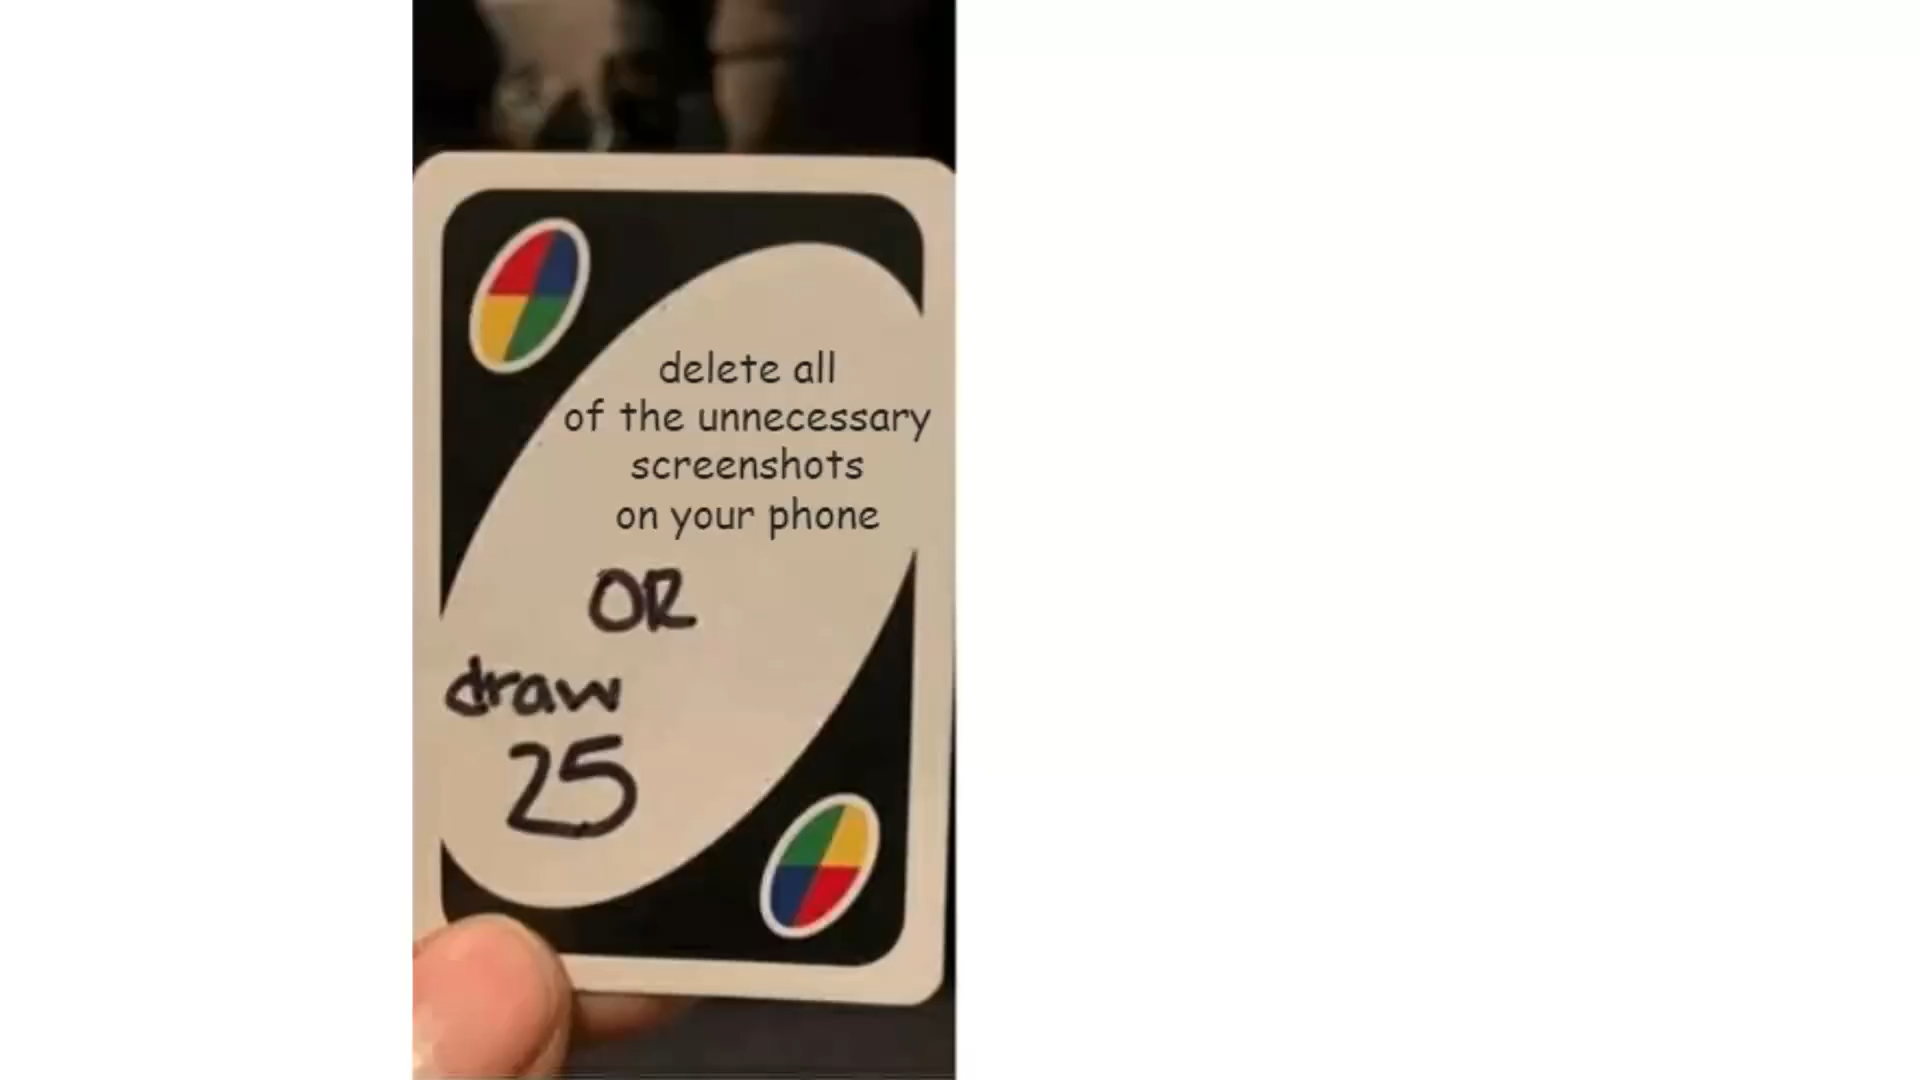 delete all
of the unnecessary
screenshots
on your phone
OR
draw
25